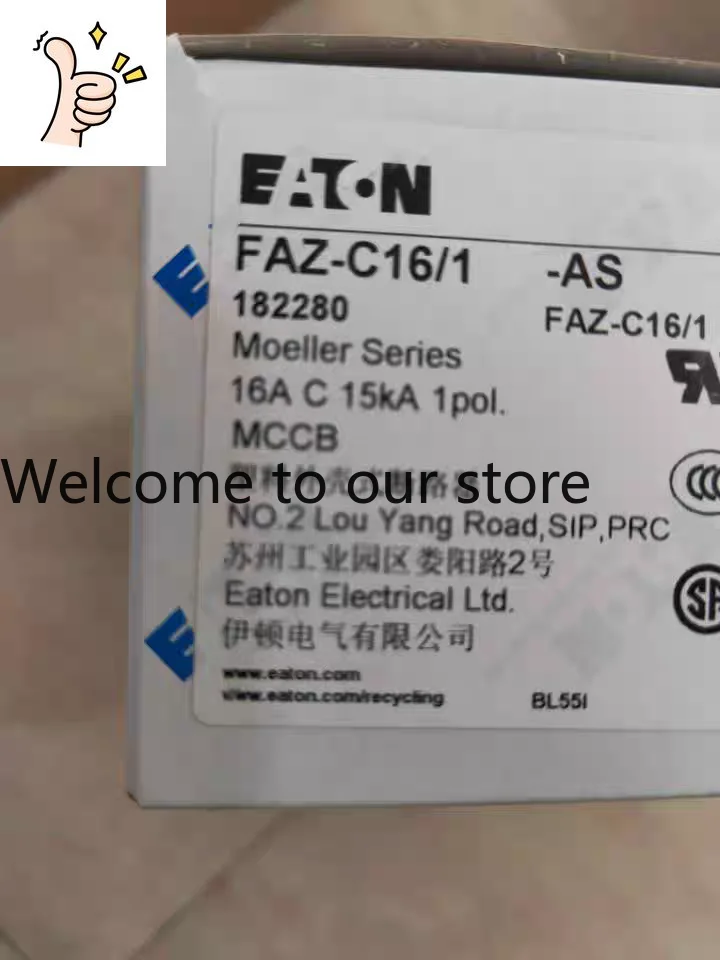 EATON
FAZ-C16/1 -AS
182280 FAZ-C16/1
Moeller Series
16A C 15kA 1pol.
MCCB
Welcome to our store
NO.2 Lou Yang Road,SIP,PRC
苏州工业园区娄阳路2号
Eaton Electrical Ltd.
伊顿电气有限公司
www.eaton.com
www.eaton.com/recycling BL55I